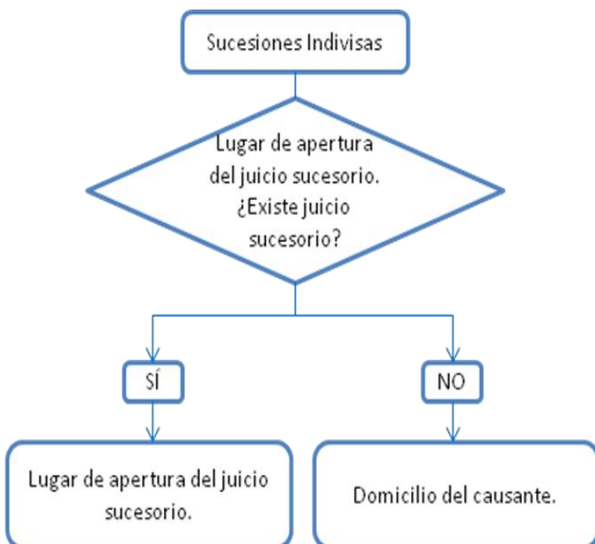 Sucesiones Indivisas
Lugar de apertura
del juicio sucesorio.
¿Existe juicio
sucesorio?
SÍ
NO
Lugar de apertura del juicio
sucesorio.
Domicilio del causante.